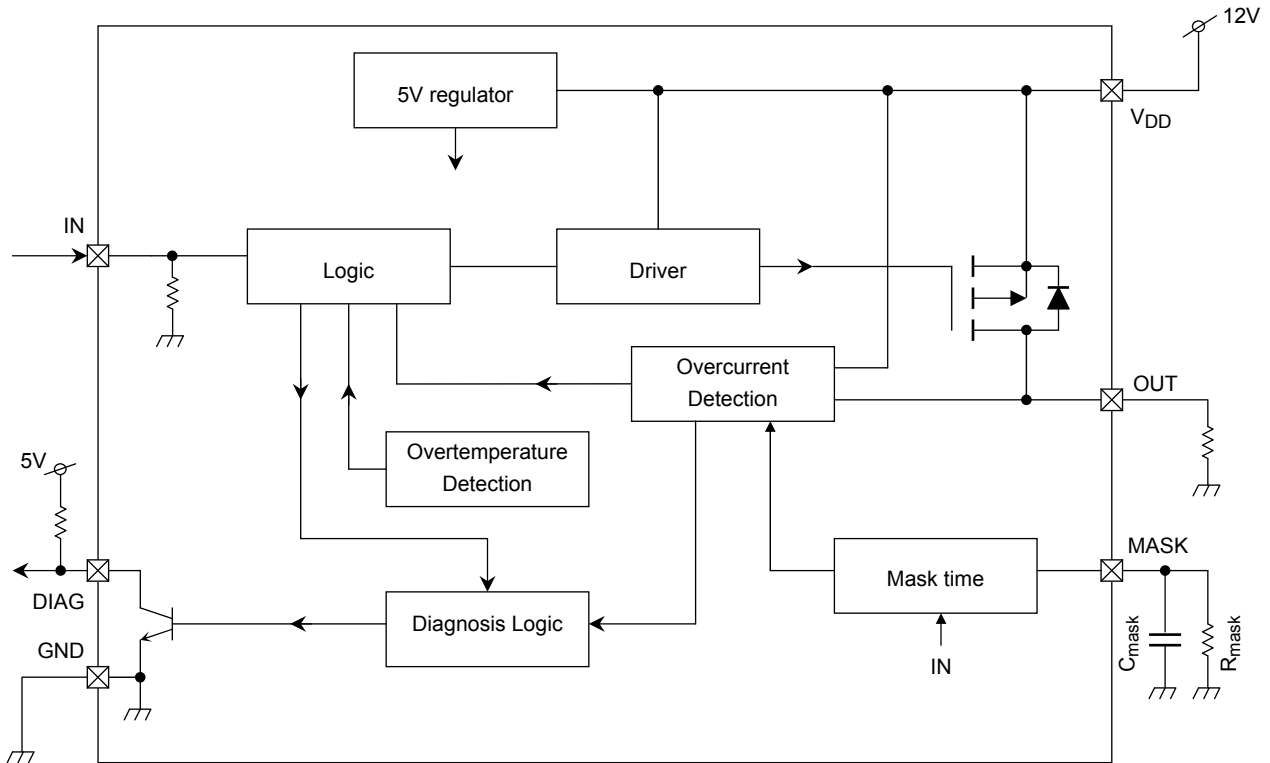 12V
5V regulator
VDD
IN
Logic
Driver
Overcurrent
Detection
OUT
Overtemperature
Detection
5V
MASK
Mask time
DIAG
Diagnosis Logic
GND
IN
Cmask
Rmask